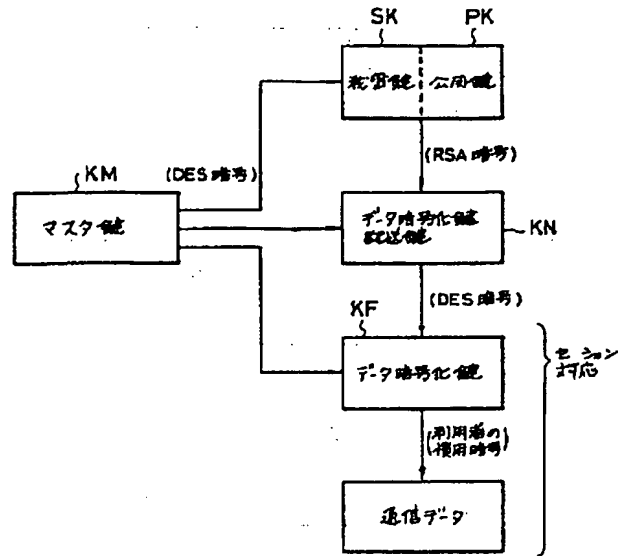 SK
PK
秘密鍵
公開鍵
(DES暗号)
(RSA暗号)
KM
マスタ鍵
データ暗号化鍵
配送鍵
KN
(DES暗号)
KF
データ暗号化鍵
セション
対応
(利用者の
慣用暗号)
通信データ